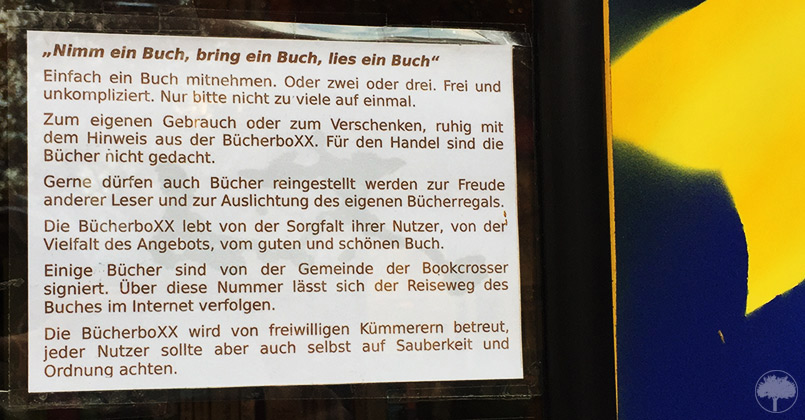 „Nimm ein Buch, bring ein Buch, lies ein Buch“
Einfach ein Buch mitnehmen. Oder zwei oder drei. Frei und
unkompliziert. Nur bitte nicht zu viele auf einmal.
Zum eigenen Gebrauch oder zum Verschenken, ruhig mit
dem Hinweis aus der BücherboXX. Für den Handel sind die
Bücher nicht gedacht.
Gerne dürfen auch Bücher reingestellt werden zur Freude
anderer Leser und zur Auslichtung des eigenen Bücherregals.
Die BücherboXX lebt von der Sorgfalt ihrer Nutzer, von der
Vielfalt des Angebots, vom guten und schönen Buch.
Einige Bücher sind von der Gemeinde der Bookcrosser
signiert. Über diese Nummer lässt sich der Reiseweg des
Buches im Internet verfolgen.
Die BücherboXX wird von freiwilligen Kümmerern betreut,
jeder Nutzer sollte aber auch selbst auf Sauberkeit und
Ordnung achten.